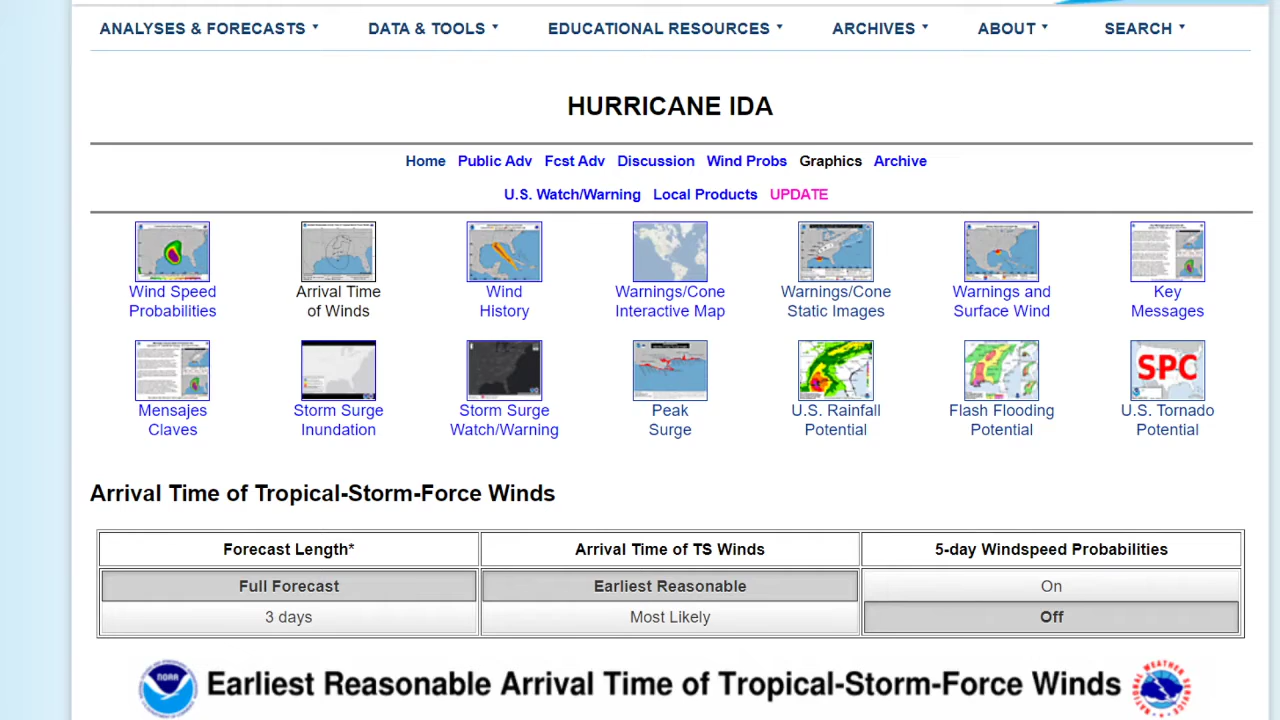 ANALYSES & FORECASTS DATA & TOOLS EDUCATIONAL RESOURCES ARCHIVES ABOUT SEARCH
HURRICANE IDA
Home Public Adv Fcst Adv Discussion Wind Probs Graphics Archive
U.S. Watch/Warning Local Products UPDATE
Wind Speed Arrival Time Wind Warnings/Cone Warnings/Cone Warnings and Key
Probabilities of Winds History Interactive Map Static Images Surface Wind Messages
SPC
Mensajes Storm Surge Storm Surge Peak U.S. Rainfall Flash Flooding U.S. Tornado
Claves Inundation Watch/Warning Surge Potential Potential Potential
Arrival Time of Tropical-Storm-Force Winds
Forecast Length* Arrival Time of TS Winds 5-day Windspeed Probabilities
Full Forecast Earliest Reasonable On
3 days Most Likely Off
NOAA Earliest Reasonable Arrival Time of Tropical-Storm-Force Winds